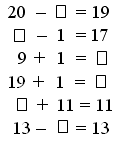 20 - □ = 19
□ - 1 = 17
9 + 1 = □
19 + 1 = □
□ + 11 = 11
13 - □ = 13